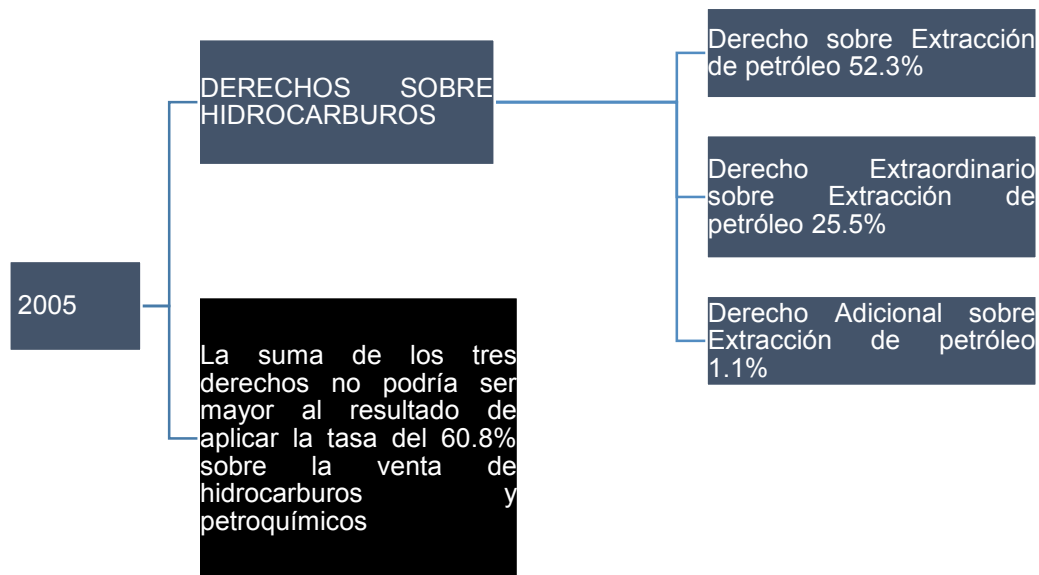 2005
DERECHOS SOBRE
HIDROCARBUROS
La suma de los tres
derechos no podría ser
mayor al resultado de
aplicar la tasa del 60.8%
sobre la venta de
hidrocarburos y
petroquímicos
Derecho sobre Extracción
de petróleo 52.3%
Derecho Extraordinario
sobre Extracción de
petróleo 25.5%
Derecho Adicional sobre
Extracción de petróleo
1.1%